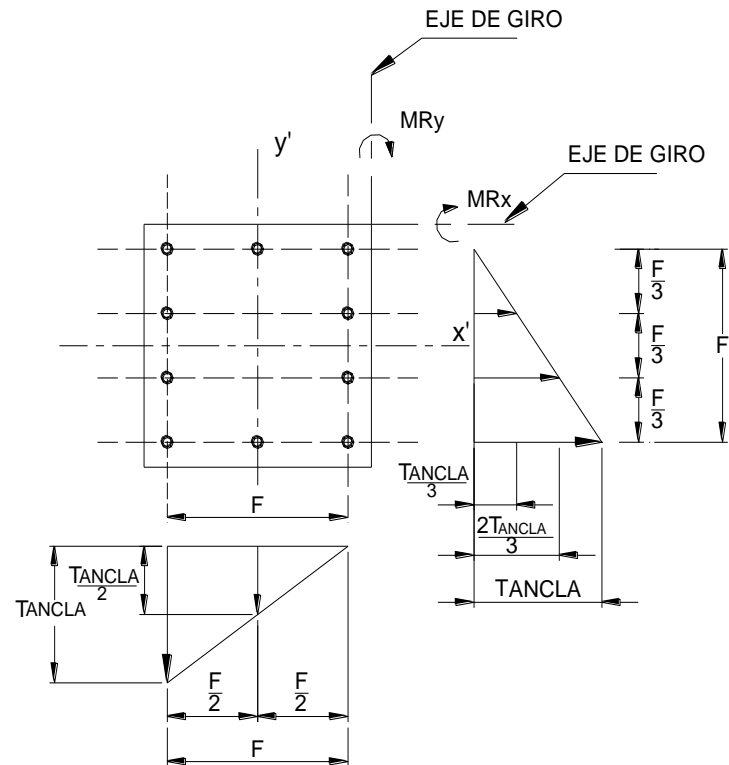 EJE DE GIRO
MRy
y'
EJE DE GIRO
MRx
x'
F
3
F
3
F
3
F
TANCLA
3
2TANCLA
3
TANCLA
F
TANCLA
2
TANCLA
F
2
F
2
F